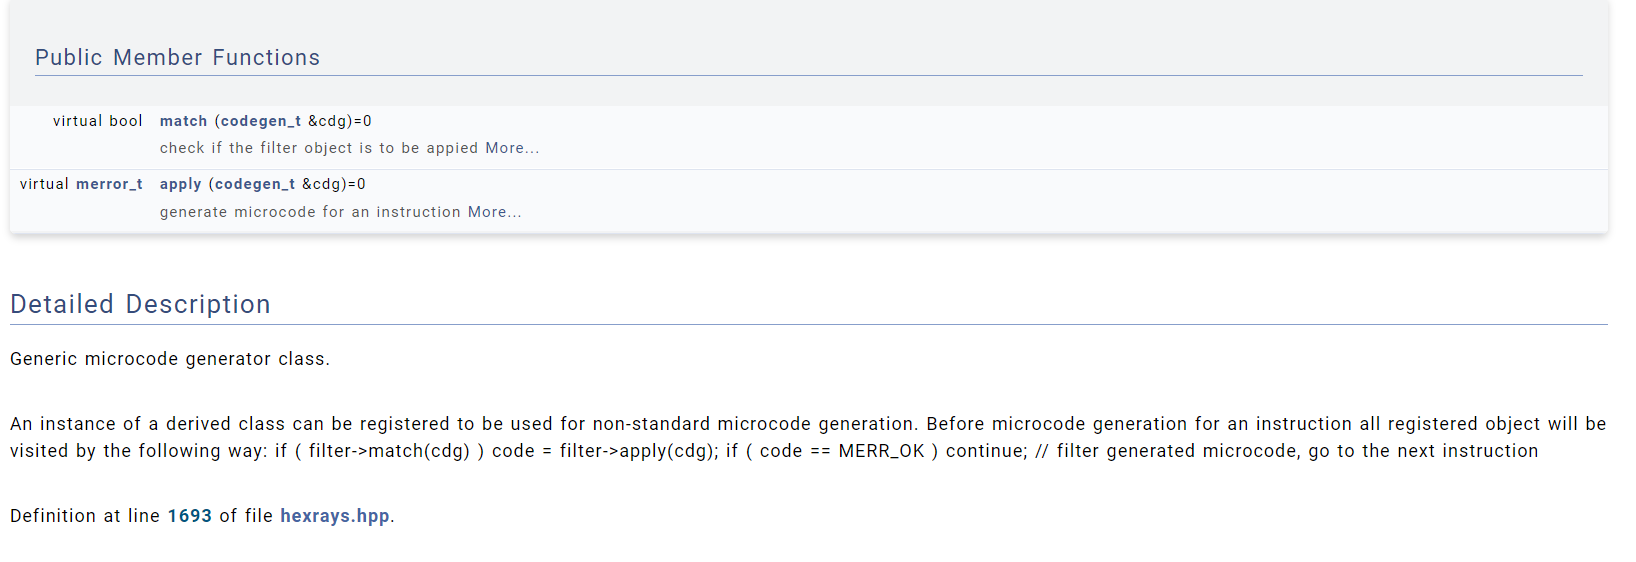 Public Member Functions
virtual bool match (codegen_t &cdg)=0
check if the filter object is to be appied More...
virtual merror_t apply (codegen_t &cdg)=0
generate microcode for an instruction More...
Detailed Description
Generic microcode generator class.
An instance of a derived class can be registered to be used for non-standard microcode generation. Before microcode generation for an instruction all registered object will be
visited by the following way: if ( filter->match(cdg) ) code = filter->apply(cdg); if ( code == MERR_OK ) continue; // filter generated microcode, go to the next instruction
Definition at line 1693 of file hexrays.hpp.